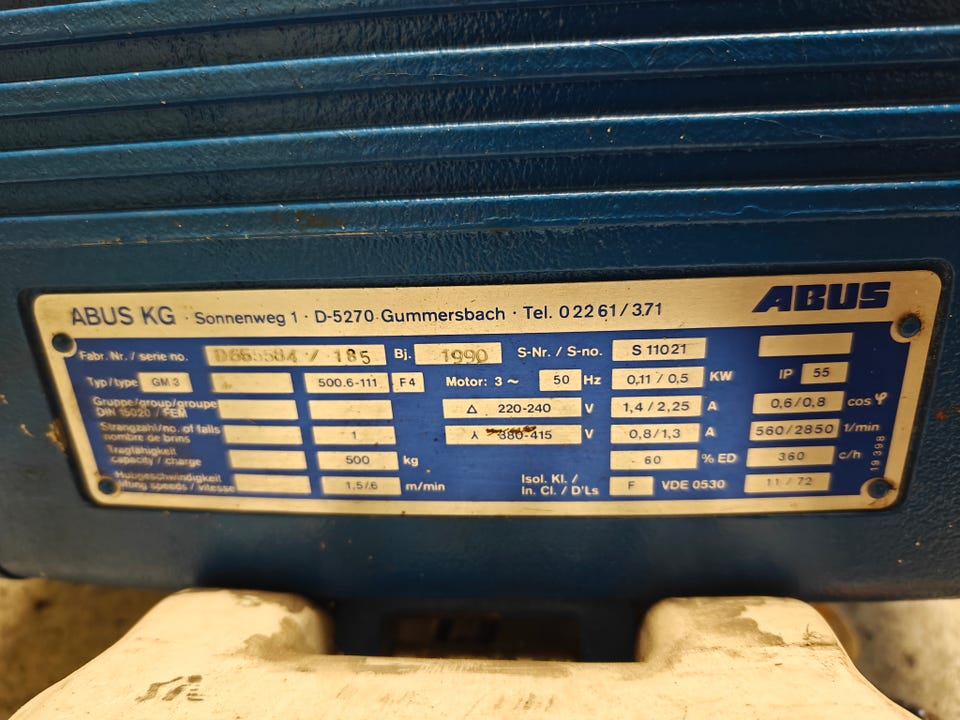 ABUS KG · Sonnenweg 1 · D-5270 Gummersbach · Tel. 02261/371 ABUS
Fabr. Nr. / serie no. D665584 / 185 Bj. 1990 S-Nr. / S-no. S 11021
Typ/type GM 3 500.6-111 F4 Motor: 3 ~ 50 Hz 0,11 / 0,5 KW IP 55
Gruppe/group/groupe
DIN 15020 / FEM △ 220-240 V 1,4 / 2,25 A 0,6/0,8 cos φ
Strangzahl/no. of falls
nombre de brins 1 ⅄ 380-415 V 0,8/1,3 A 560/2850 1/min
Tragfähigkeit
capacity / charge 500 kg 60 % ED 360 c/h
Hubgeschwindigkeit
lifting speeds / vitesse 1,5/6 m/min Isol. Kl. /
In. Cl. / D'Ls F VDE 0530 11 / 72
19 398